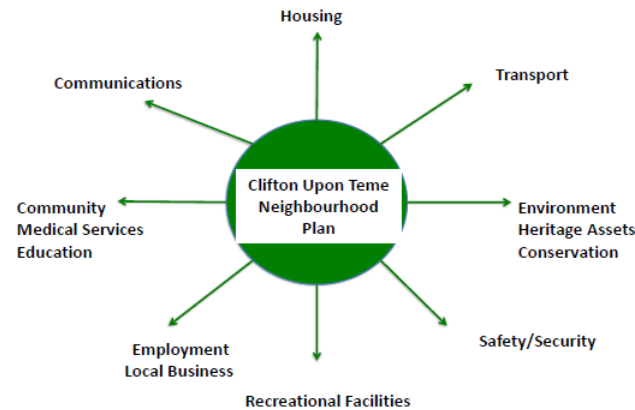 Housing
Communications
Transport
Clifton Upon Teme
Neighbourhood
Plan
Community
Medical Services
Education
Environment
Heritage Assets
Conservation
Employment
Local Business
Safety/Security
Recreational Facilities